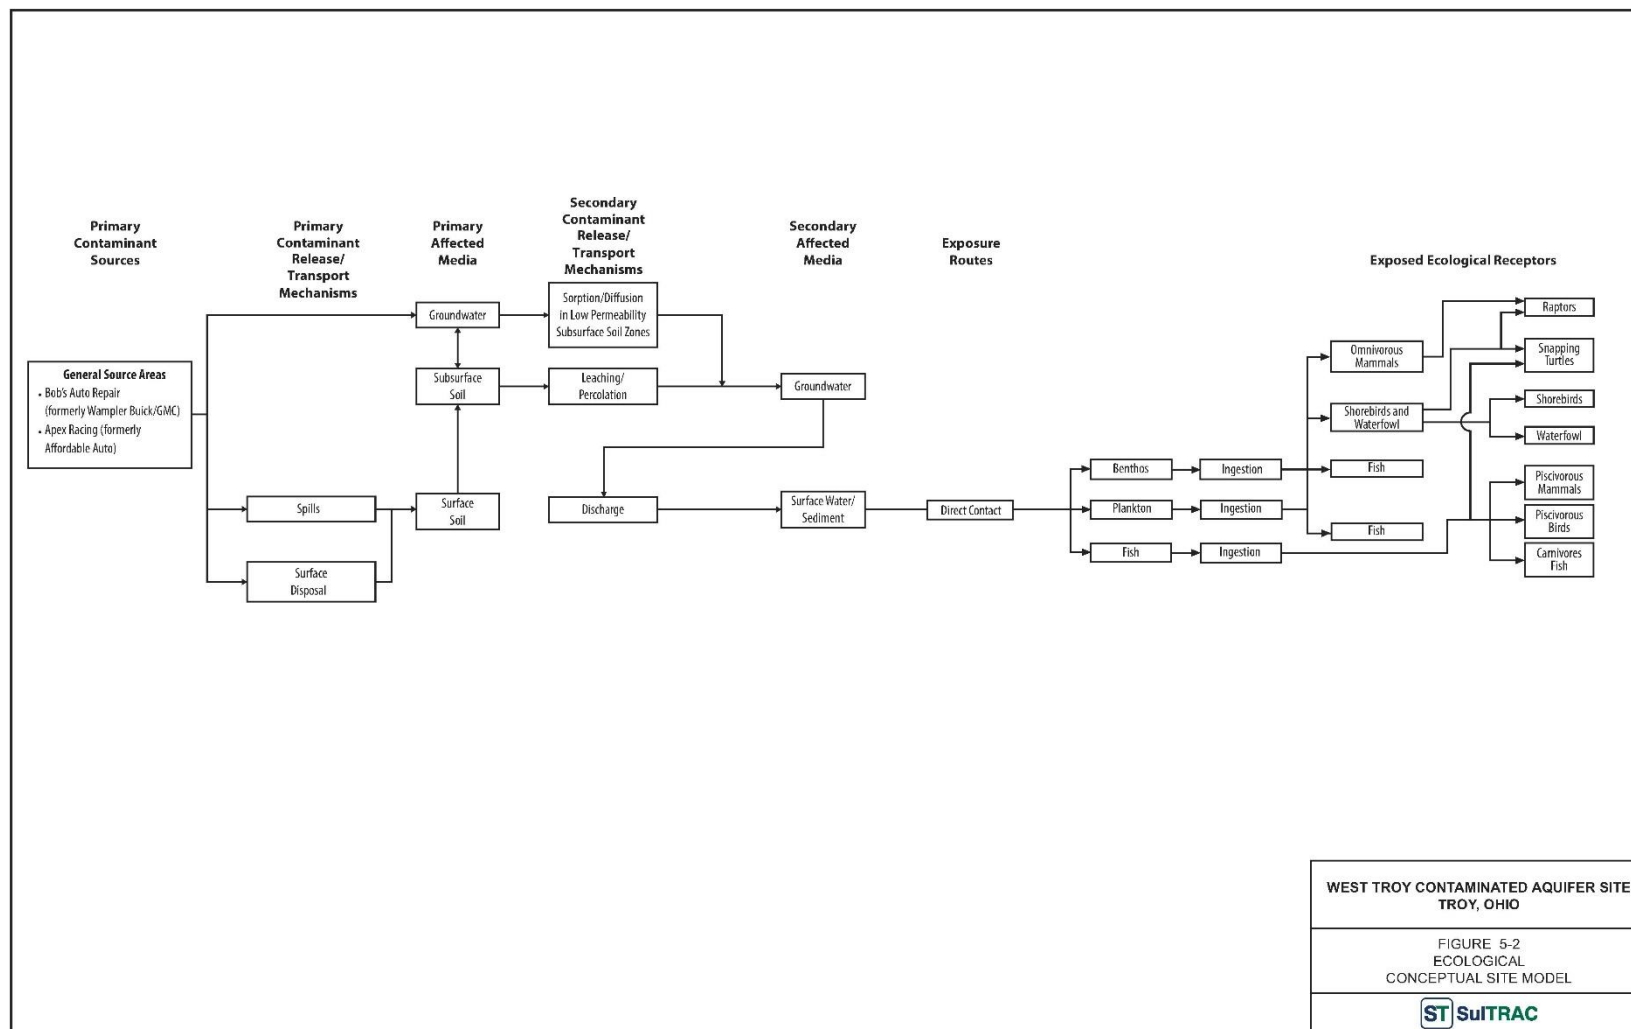 Primary
Contaminant
Sources
Primary
Contaminant
Release/
Transport
Mechanisms
Primary
Affected
Media
Secondary
Contaminant
Release/
Transport
Mechanisms
Secondary
Affected
Media
Exposure
Routes
Exposed Ecological Receptors
General Source Areas
• Bob's Auto Repair
(formerly Wampler Buick/GMC)
• Apex Racing (formerly
Affordable Auto)
Spills
Surface
Disposal
Groundwater
Subsurface
Soil
Surface
Soil
Sorption/Diffusion
in Low Permeability
Subsurface Soil Zones
Leaching/
Percolation
Discharge
Groundwater
Surface Water/
Sediment
Direct Contact
Benthos
Plankton
Fish
Ingestion
Ingestion
Ingestion
Omnivorous
Mammals
Shorebirds and
Waterfowl
Fish
Fish
Raptors
Snapping
Turtles
Shorebirds
Waterfowl
Piscivorous
Mammals
Piscivorous
Birds
Carnivores
Fish
WEST TROY CONTAMINATED AQUIFER SITE
TROY, OHIO
FIGURE 5-2
ECOLOGICAL
CONCEPTUAL SITE MODEL
ST SulTRAC